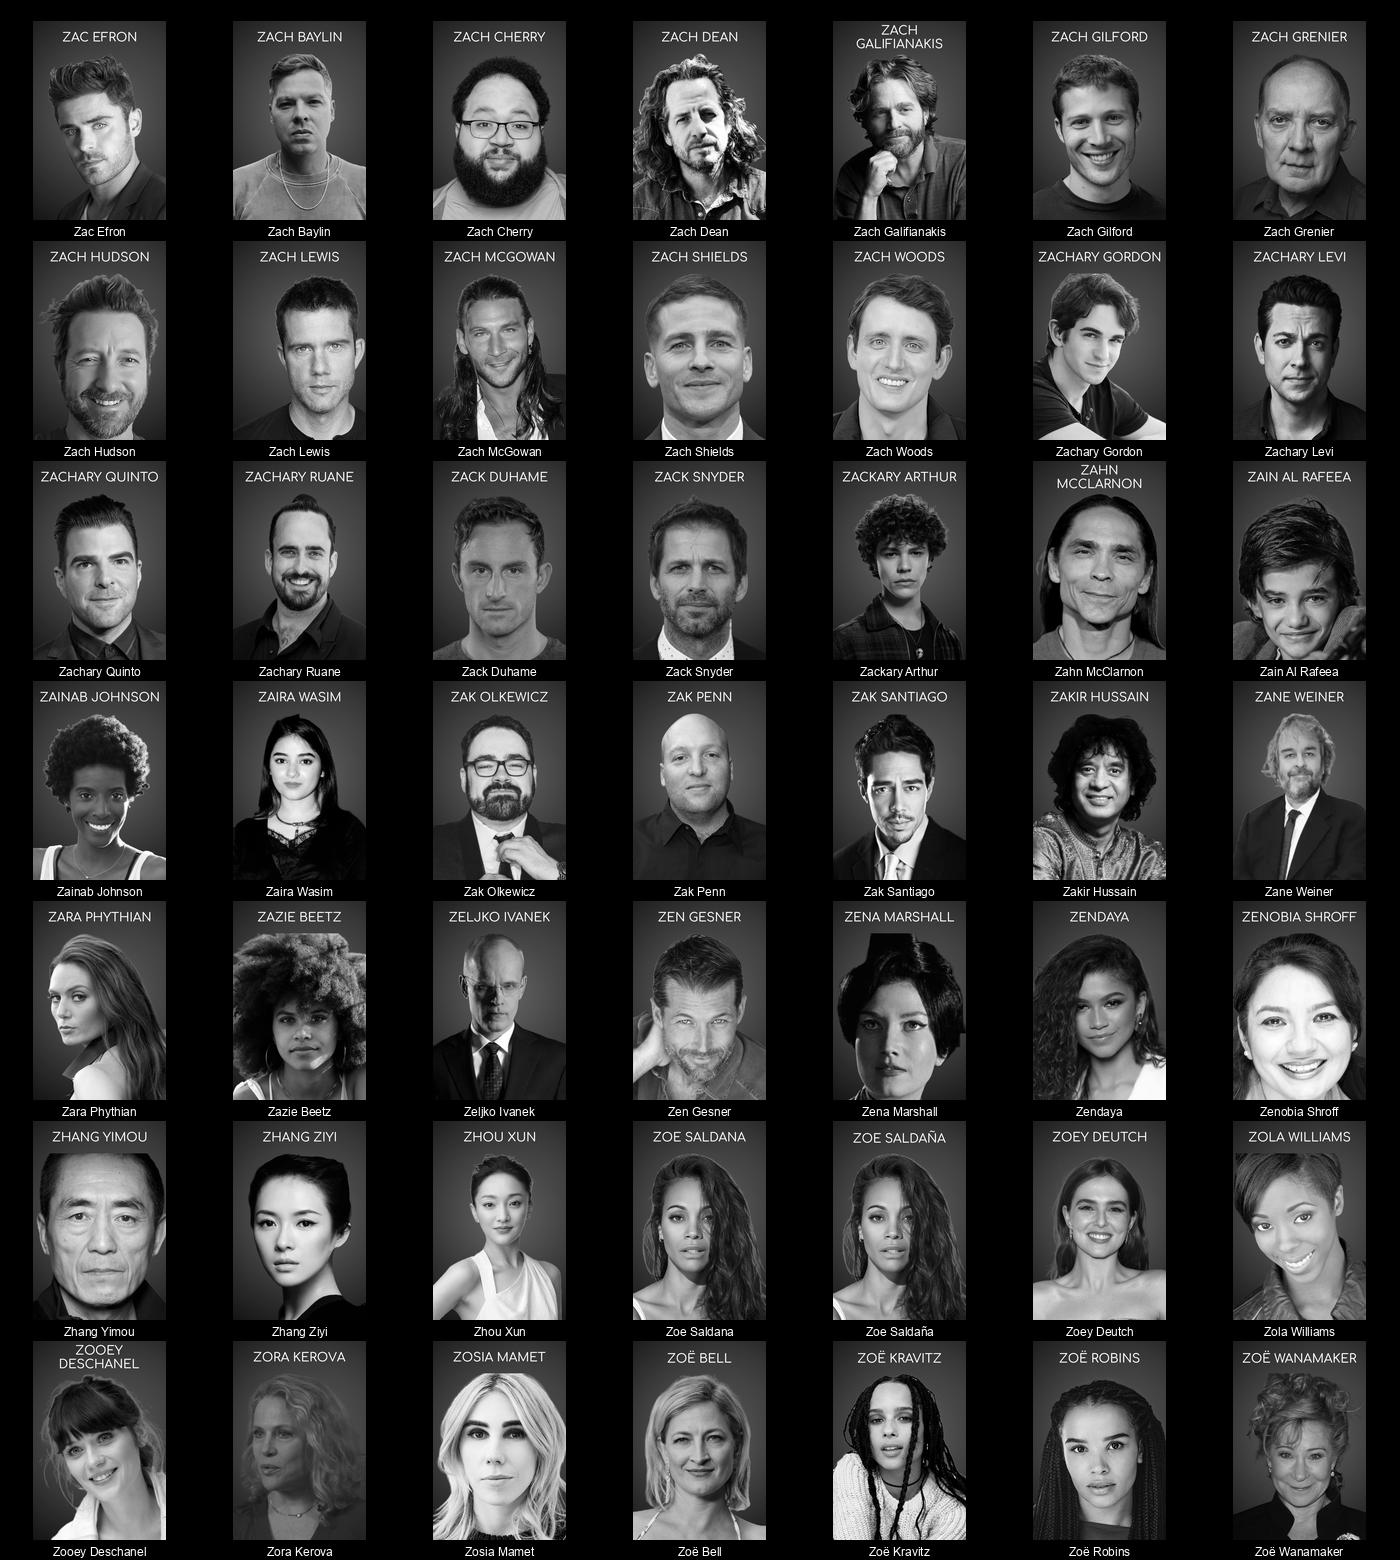 ZAC EFRON ZACH BAYLIN ZACH CHERRY ZACH DEAN ZACH GALIFIANAKIS ZACH GILFORD ZACH GRENIER
Zac Efron Zach Baylin Zach Cherry Zach Dean Zach Galifianakis Zach Gilford Zach Grenier
ZACH HUDSON ZACH LEWIS ZACH MCGOWAN ZACH SHIELDS ZACH WOODS ZACHARY GORDON ZACHARY LEVI
Zach Hudson Zach Lewis Zach McGowan Zach Shields Zach Woods Zachary Gordon Zachary Levi
ZACHARY QUINTO ZACHARY RUANE ZACK DUHAME ZACK SNYDER ZACKARY ARTHUR ZAHN MCCLARNON ZAIN AL RAFEEA
Zachary Quinto Zachary Ruane Zack Duhame Zack Snyder Zackary Arthur Zahn McClarnon Zain Al Rafeea
ZAINAB JOHNSON ZAIRA WASIM ZAK OLKEWICZ ZAK PENN ZAK SANTIAGO ZAKIR HUSSAIN ZANE WEINER
Zainab Johnson Zaira Wasim Zak Olkewicz Zak Penn Zak Santiago Zakir Hussain Zane Weiner
ZARA PHYTHIAN ZAZIE BEETZ ZELJKO IVANEK ZEN GESNER ZENA MARSHALL ZENDAYA ZENOBIA SHROFF
Zara Phythian Zazie Beetz Zeljko Ivanek Zen Gesner Zena Marshall Zendaya Zenobia Shroff
ZHANG YIMOU ZHANG ZIYI ZHOU XUN ZOE SALDANA ZOE SALDAÑA ZOEY DEUTCH ZOLA WILLIAMS
Zhang Yimou Zhang Ziyi Zhou Xun Zoe Saldana Zoe Saldaña Zoey Deutch Zola Williams
ZOOEY DESCHANEL ZORA KEROVA ZOSIA MAMET ZOË BELL ZOË KRAVITZ ZOË ROBINS ZOË WANAMAKER
Zooey Deschanel Zora Kerova Zosia Mamet Zoë Bell Zoë Kravitz Zoë Robins Zoë Wanamaker